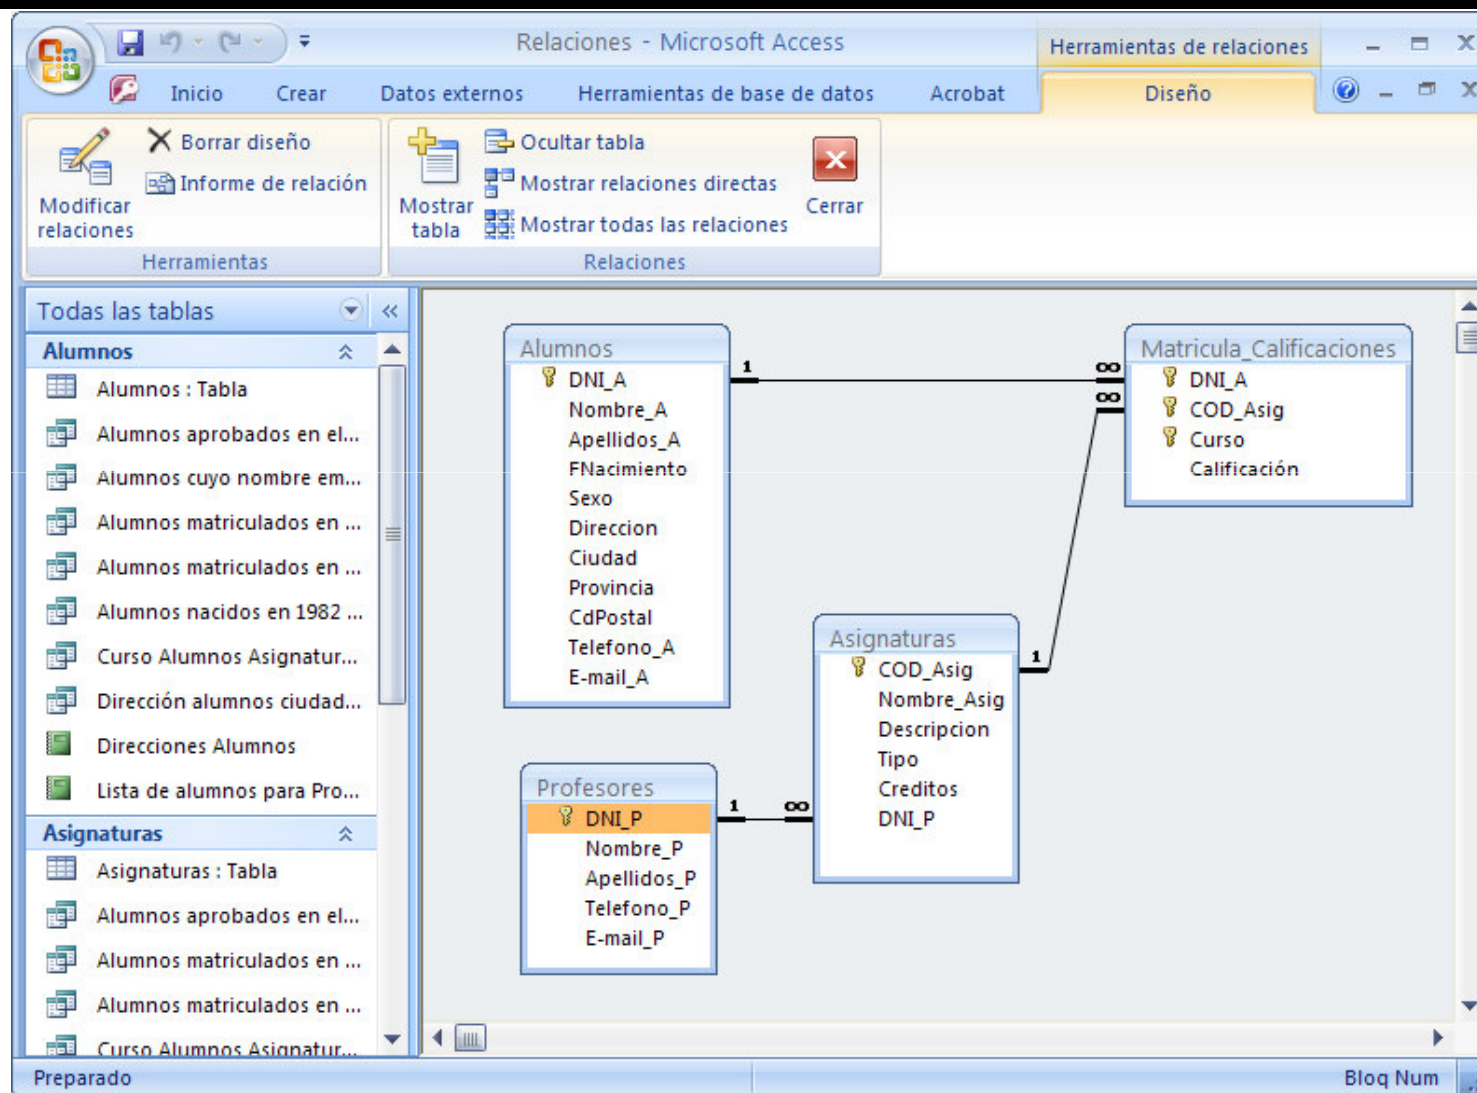 Relaciones - Microsoft Access
Herramientas de relaciones
Inicio
Crear
Datos externos
Herramientas de base de datos
Acrobat
Diseño
Modificar
relaciones
Borrar diseño
Informe de relación
Herramientas
Mostrar
tabla
Ocultar tabla
Mostrar relaciones directas
Mostrar todas las relaciones
Cerrar
Relaciones
Todas las tablas
Alumnos
Alumnos : Tabla
Alumnos aprobados en el...
Alumnos cuyo nombre em...
Alumnos matriculados en ...
Alumnos matriculados en ...
Alumnos nacidos en 1982 ...
Curso Alumnos Asignatur...
Dirección alumnos ciudad...
Direcciones Alumnos
Lista de alumnos para Pro...
Asignaturas
Asignaturas : Tabla
Alumnos aprobados en el...
Alumnos matriculados en ...
Alumnos matriculados en ...
Curso Alumnos Asignatur...
Alumnos
DNI_A
Nombre_A
Apellidos_A
FNacimiento
Sexo
Direccion
Ciudad
Provincia
CdPostal
Telefono_A
E-mail_A
1
∞
∞
Matricula_Calificaciones
DNI_A
COD_Asig
Curso
Calificación
Asignaturas
COD_Asig
Nombre_Asig
Descripcion
Tipo
Creditos
DNI_P
1
Profesores
DNI_P
Nombre_P
Apellidos_P
Telefono_P
E-mail_P
1
∞
Preparado
Bloq Num